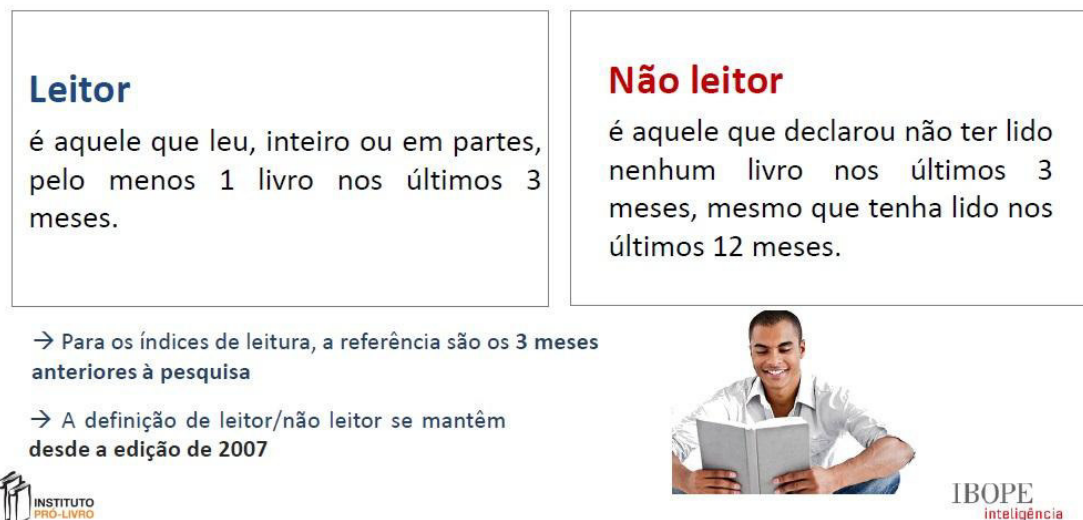 Leitor
é aquele que leu, inteiro ou em partes,
pelo menos 1 livro nos últimos 3
meses.
Não leitor
é aquele que declarou não ter lido
nenhum livro nos últimos 3
meses, mesmo que tenha lido nos
últimos 12 meses.
→ Para os índices de leitura, a referência são os 3 meses
anteriores à pesquisa
→ A definição de leitor/não leitor se mantêm
desde a edição de 2007
INSTITUTO
PRÓ-LIVRO
IBOPE
inteligência